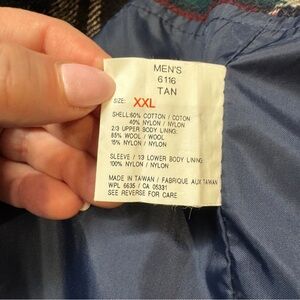 MEN'S
6116
TAN
SIZE: XXL
SHELL:60% COTTON / COTON
40% NYLON / NYLON
2/3 UPPER BODY LINING:
85% WOOL / WOOL
15% NYLON / NYLON
SLEEVE / 1/3 LOWER BODY LINING:
100% NYLON / NYLON
MADE IN TAIWAN / FABRIQUE AUX TAIWAN
WPL 6635 / CA 05331
SEE REVERSE FOR CARE